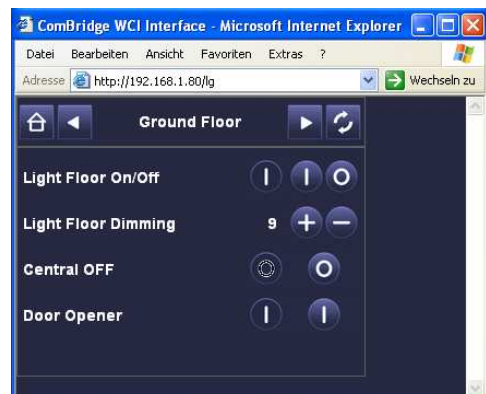 ComBridge WCI Interface - Microsoft Internet Explorer
Datei Bearbeiten Ansicht Favoriten Extras ?
Adresse http://192.168.1.80/lg Wechseln zu
Ground Floor
Light Floor On/Off I I O
Light Floor Dimming 9 + −
Central OFF O
Door Opener I I